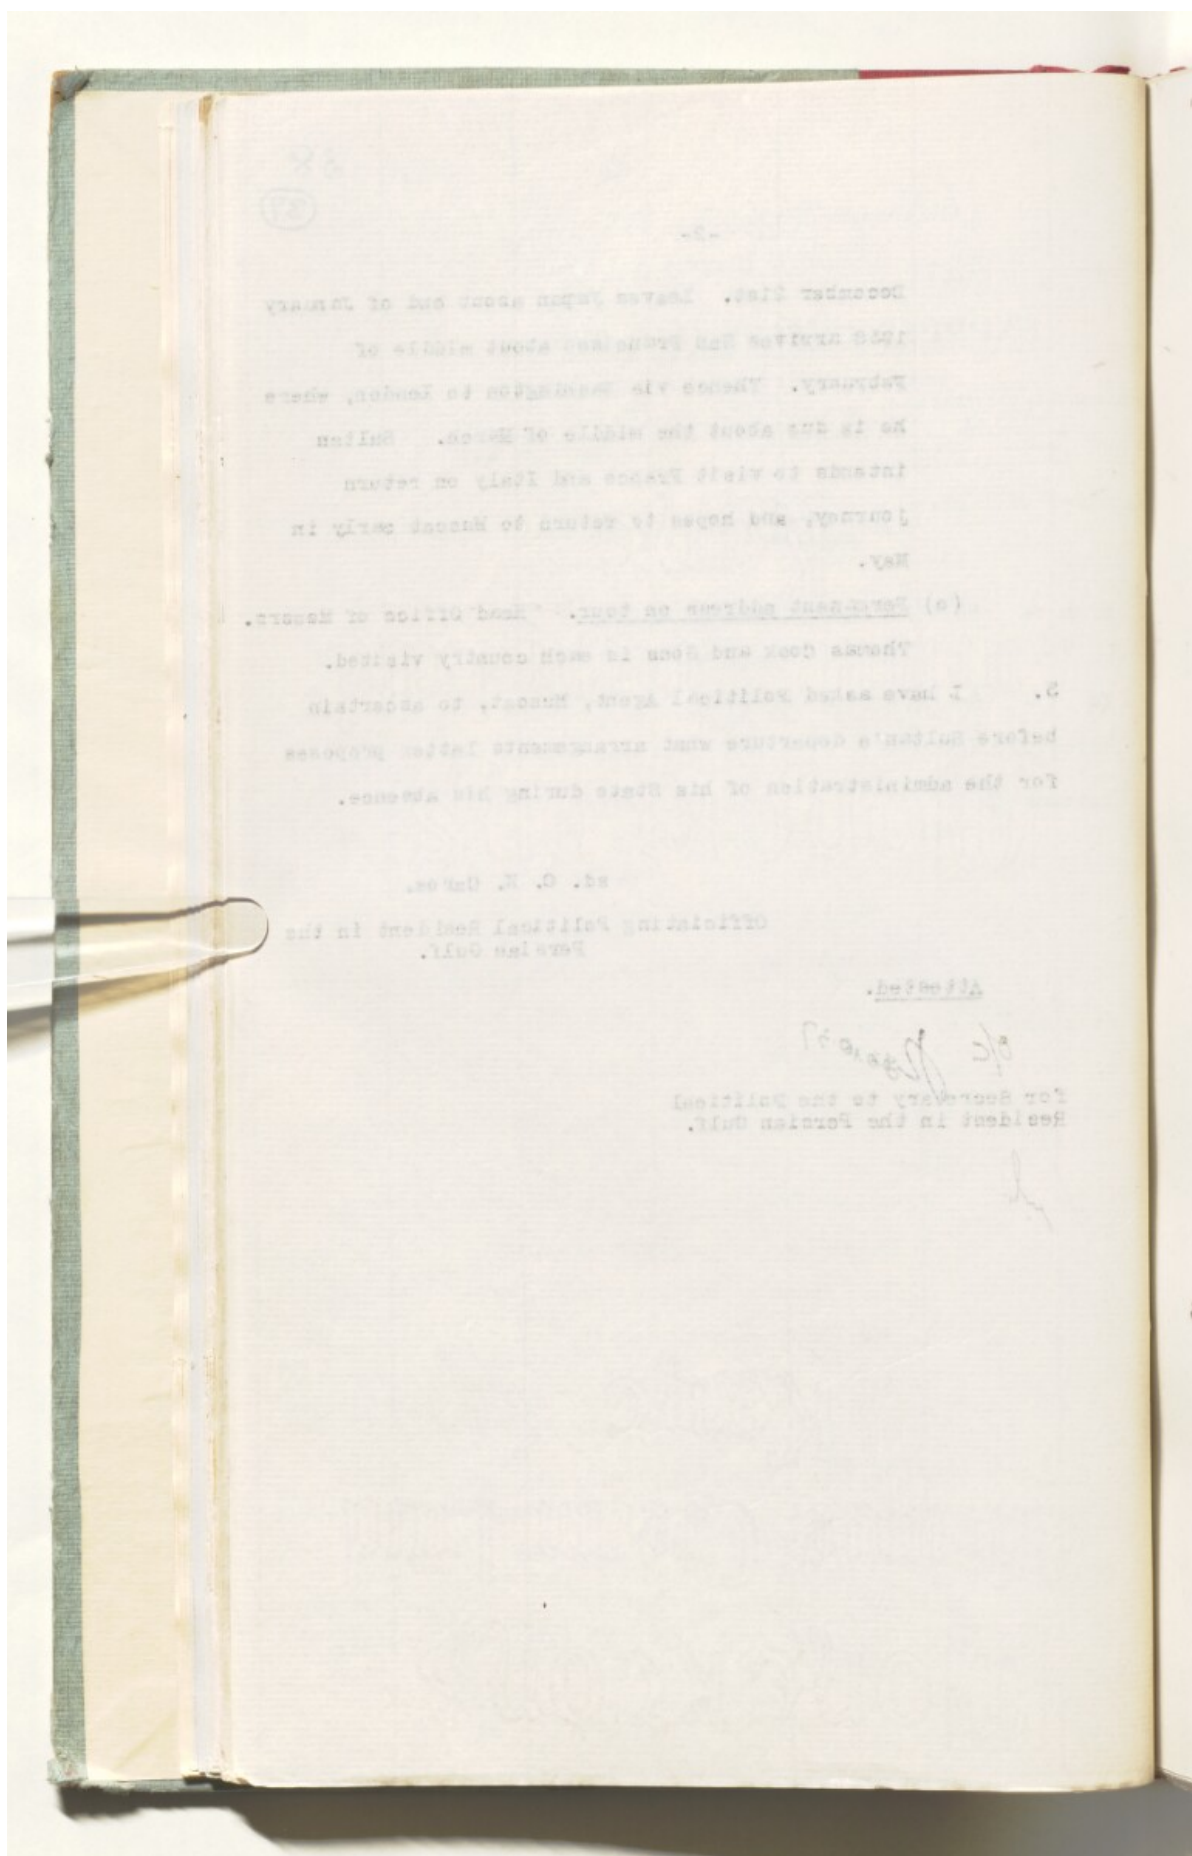 38
37
-2-
December 21st. Leaves Japan about end of January
1938 arrives San Francisco about middle of
February. Thence via Washington to London, where
he is due about the middle of March. Sultan
intends to visit France and Italy on return
journey, and hopes to return to Muscat early in
May.
(e) Permanent address on tour. Head Office of Messrs.
Thomas Cook and Sons in each country visited.
3. I have asked Political Agent, Muscat, to ascertain
before Sultan's departure what arrangements latter proposes
for the administration of his State during his absence.
sd. O. K. Caroe.
Officiating Political Resident in the
Persian Gulf.
Attested.
for Secretary to the Political
Resident in the Persian Gulf.